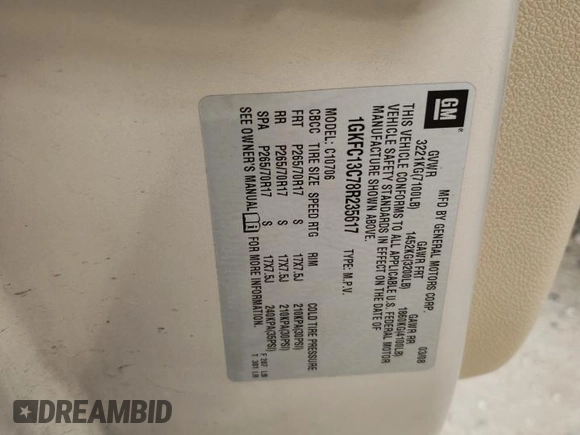 GM ®
MFD BY GENERAL MOTORS CORP. 03/08
GVWR GAWR FRT GAWR RR
3221KG(7100LB) 1452KG(3200LB) 1860KG(4100LB)
THIS VEHICLE CONFORMS TO ALL APPLICABLE U.S. FEDERAL MOTOR
VEHICLE SAFETY STANDARDS IN EFFECT ON THE DATE OF
MANUFACTURE SHOWN ABOVE.
1GKFC13C78R235617 TYPE: M.P.V.
MODEL: C10706
CBCC TIRE SIZE SPEED RTG RIM COLD TIRE PRESSURE
FRT P265/70R17 S 17X7.5J 210KPA(30PSI)
RR P265/70R17 S 17X7.5J 210KPA(30PSI)
SPA P265/70R17 S 17X7.5J 240KPA(35PSI)
SEE OWNER'S MANUAL FOR MORE INFORMATION.
DREAMBID